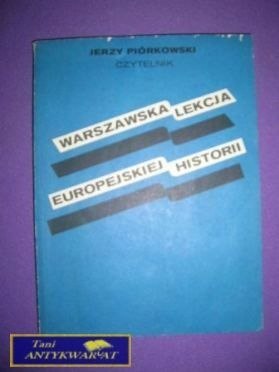 JERZY PIÓRKOWSKI
CZYTELNIK
WARSZAWSKA LEKCJA
EUROPEJSKIEJ HISTORII
Tani
ANTYKWARIAT